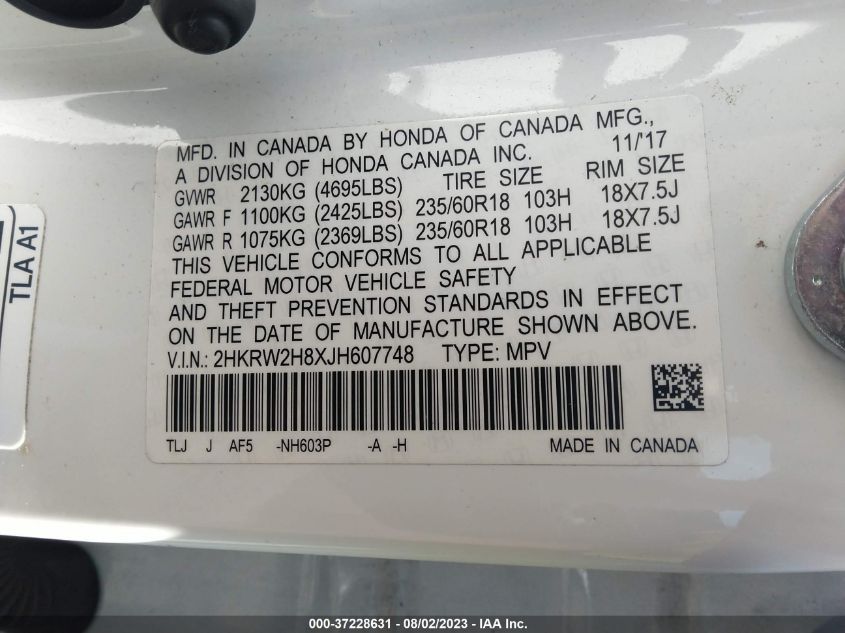 MFD. IN CANADA BY HONDA OF CANADA MFG.,
A DIVISION OF HONDA CANADA INC. 11/'17
GVWR 2130KG (4695LBS) TIRE SIZE RIM SIZE
GAWR F 1100KG (2425LBS) 235/60R18 103H 18X7.5J
GAWR R 1075KG (2369LBS) 235/60R18 103H 18X7.5J
THIS VEHICLE CONFORMS TO ALL APPLICABLE
FEDERAL MOTOR VEHICLE SAFETY
AND THEFT PREVENTION STANDARDS IN EFFECT
ON THE DATE OF MANUFACTURE SHOWN ABOVE.
V.I.N.: 2HKRW2H8XJH607748 TYPE: MPV
TLJ J AF5 -NH603P -A -H MADE IN CANADA
TLA A1
000-37228631 - 08/02/2023 - IAA Inc.